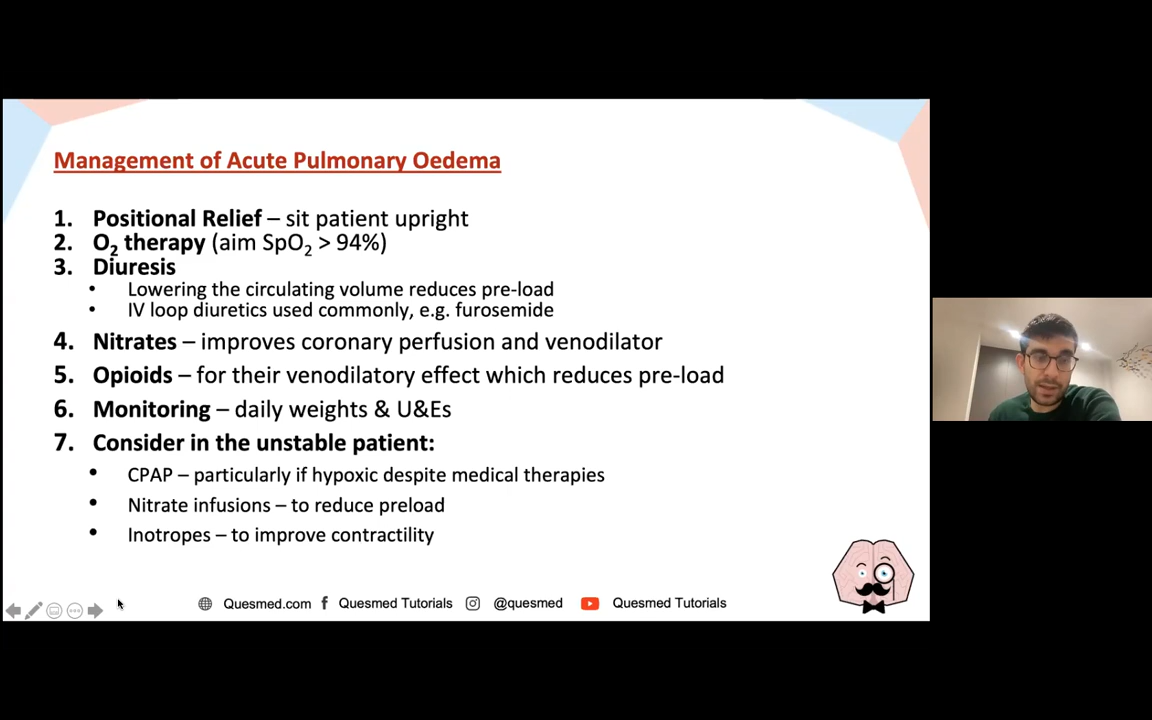 Management of Acute Pulmonary Oedema
1. Positional Relief – sit patient upright
2. O₂ therapy (aim SpO₂ > 94%)
3. Diuresis
• Lowering the circulating volume reduces pre-load
• IV loop diuretics used commonly, e.g. furosemide
4. Nitrates – improves coronary perfusion and venodilator
5. Opioids – for their venodilatory effect which reduces pre-load
6. Monitoring – daily weights & U&Es
7. Consider in the unstable patient:
• CPAP – particularly if hypoxic despite medical therapies
• Nitrate infusions – to reduce preload
• Inotropes – to improve contractility
Quesmed.com Quesmed Tutorials @quesmed Quesmed Tutorials